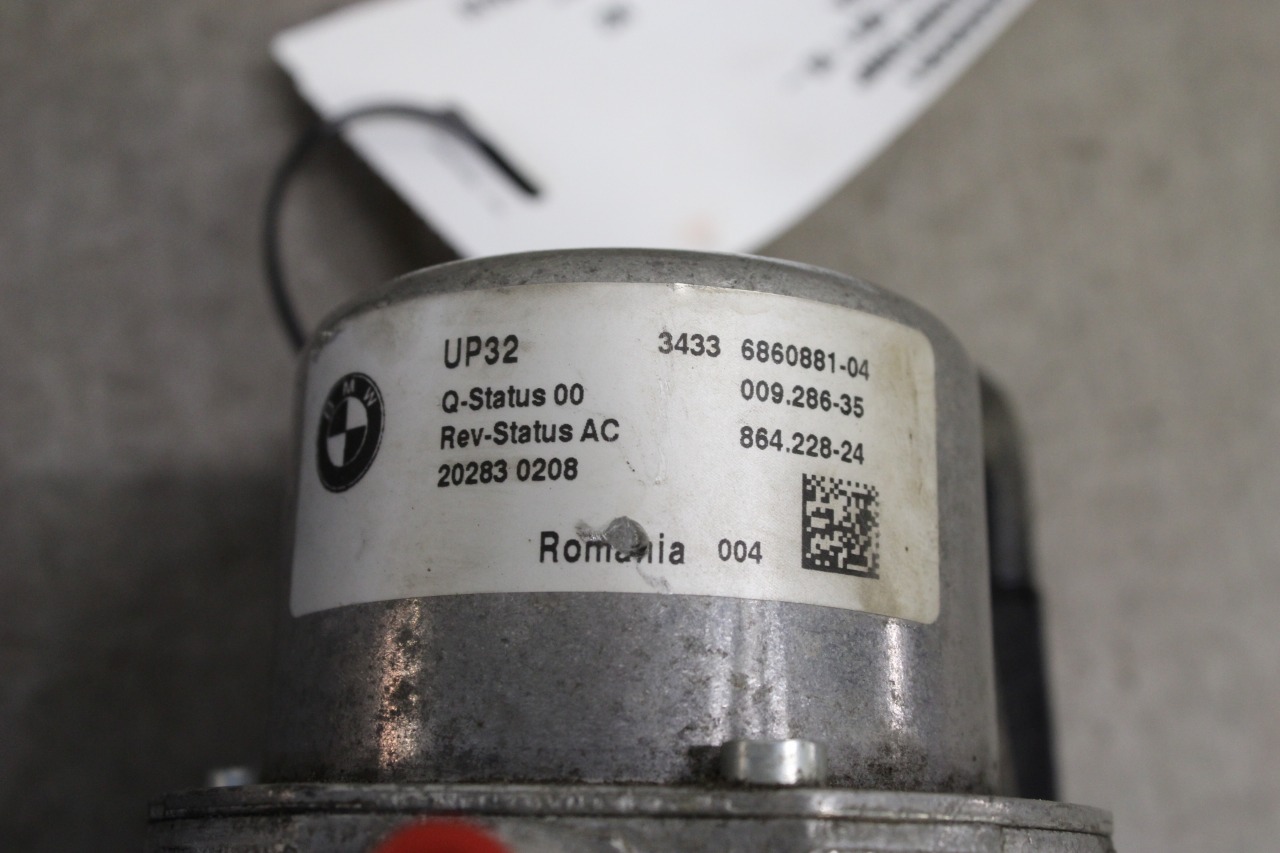 BMW
UP32 3433 6860881-04
Q-Status 00 009.286-35
Rev-Status AC 864.228-24
20283 0208
Romania 004